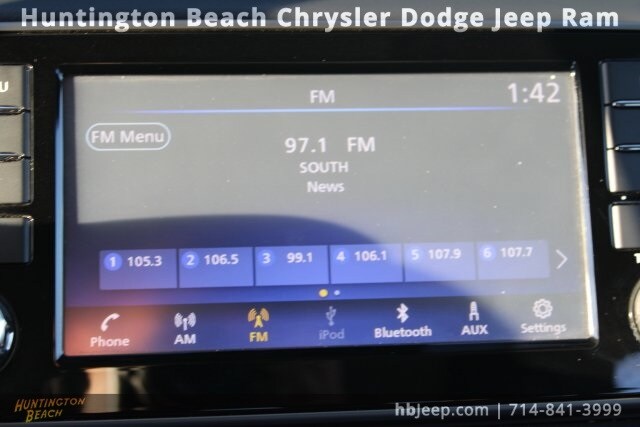 Huntington Beach Chrysler Dodge Jeep Ram
FM 1:42
FM Menu
97.1 FM
SOUTH
News
1 105.3 2 106.5 3 99.1 4 106.1 5 107.9 6 107.7
Phone AM FM iPod Bluetooth AUX Settings
HUNTINGTON
BEACH
hbjeep.com | 714-841-3999